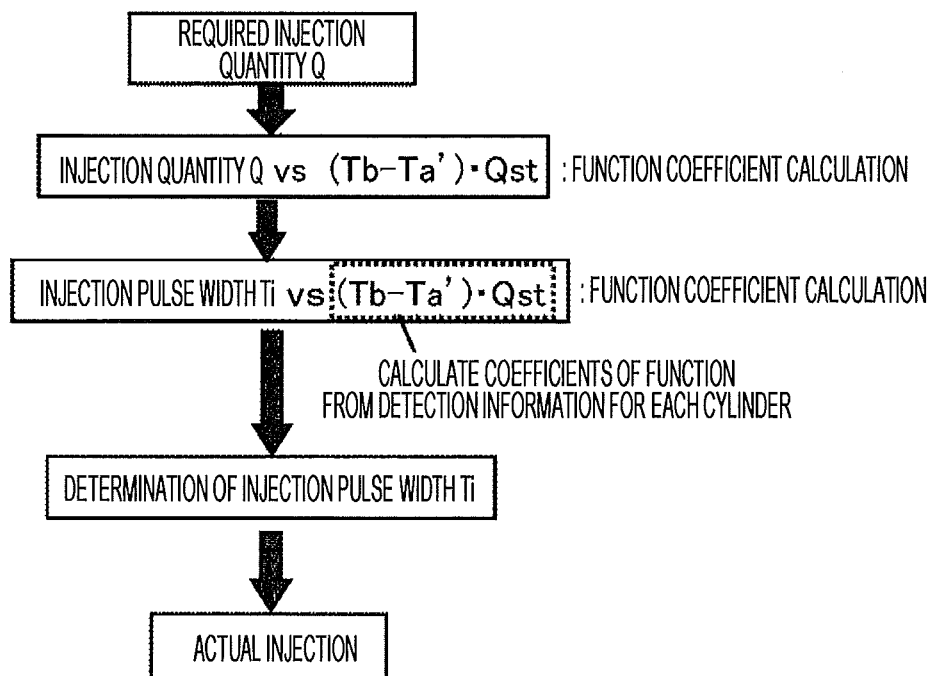 REQUIRED INJECTION
QUANTITY Q
INJECTION QUANTITY Q vs (Tb-Ta')·Qst : FUNCTION COEFFICIENT CALCULATION
INJECTION PULSE WIDTH Ti vs (Tb-Ta')·Qst : FUNCTION COEFFICIENT CALCULATION
CALCULATE COEFFICIENTS OF FUNCTION
FROM DETECTION INFORMATION FOR EACH CYLINDER
DETERMINATION OF INJECTION PULSE WIDTH Ti
ACTUAL INJECTION